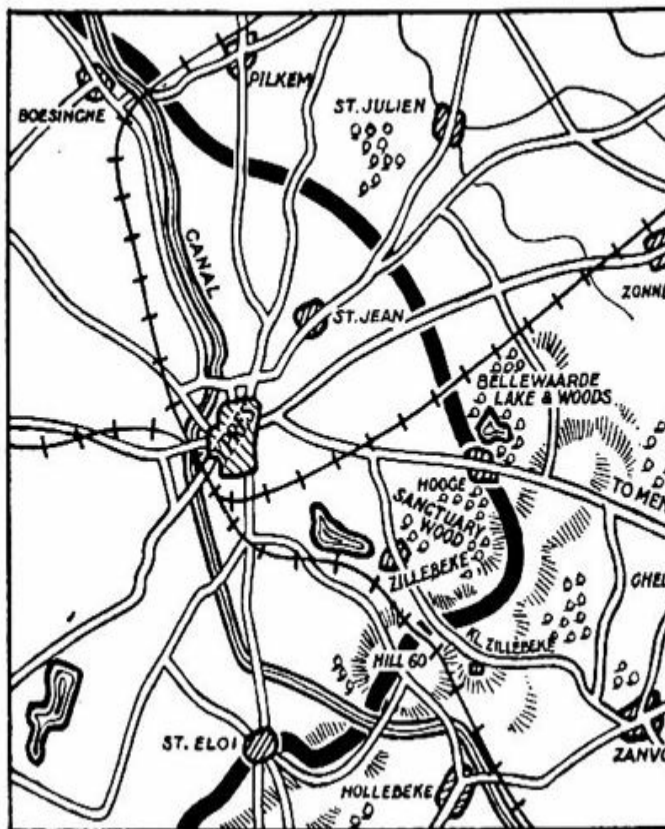 PILKEM
BOESINGHE
ST. JULIEN
CANAL
ZONNE
ST. JEAN
BELLEWAARDE
LAKE & WOODS
YPRES
HOOGE
TO MEN
SANCTUARY
WOOD
ZILLEBEKE
GHEL
KL. ZILLEBEKE
HILL 60
ST. ELOI
ZANVO
HOLLEBEKE